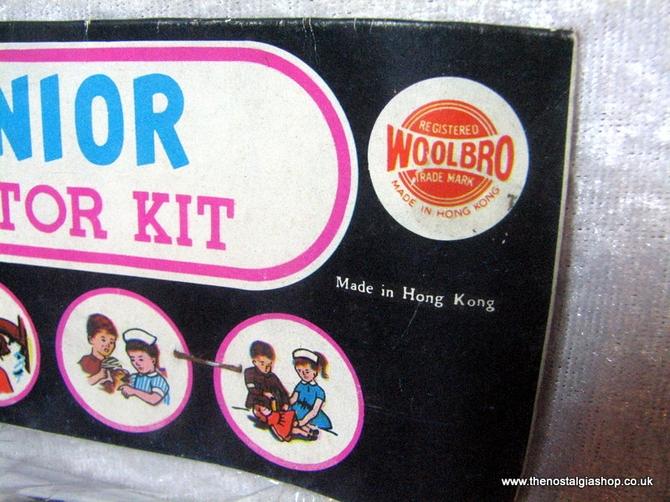 NIOR
TOR KIT
REGISTERED
WOOLBRO
TRADE MARK
MADE IN HONG KONG
Made in Hong Kong
www.thenostalgiashop.co.uk